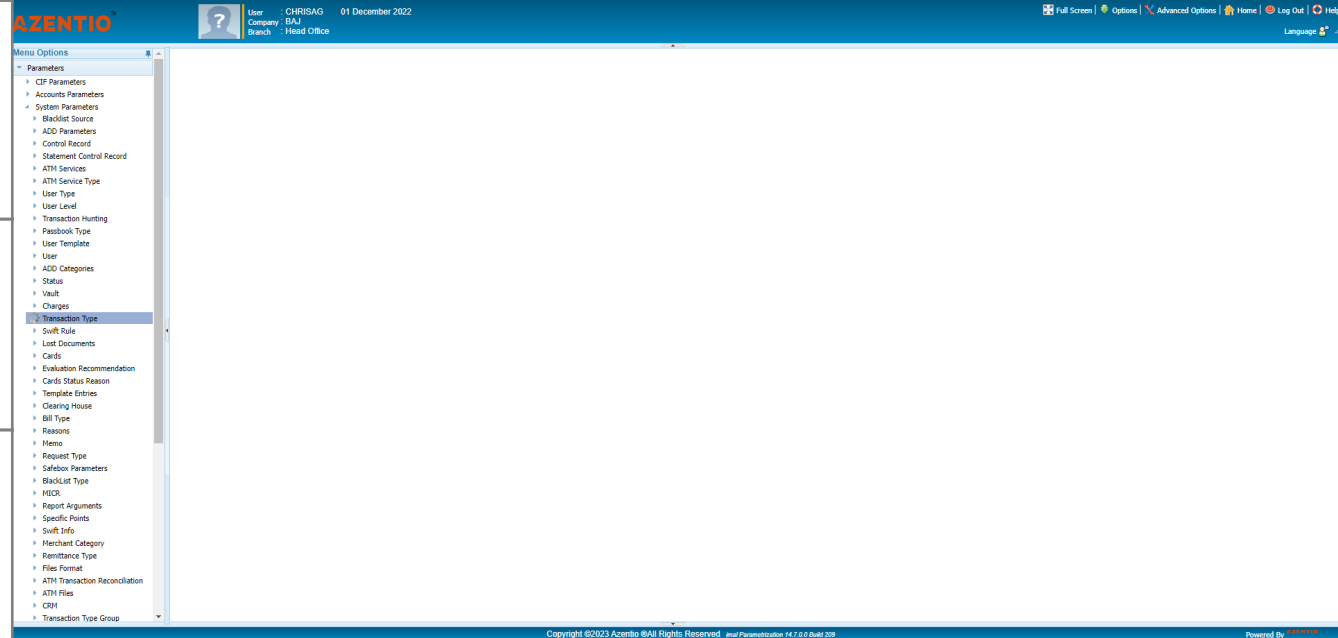 AZENTIO™
User : CHRISAG 01 December 2022
Company : BAJ
Branch : Head Office
Full Screen | Options | Advanced Options | Home | Log Out | Help
Language
Menu Options
Parameters
CIF Parameters
Accounts Parameters
System Parameters
Blacklist Source
ADD Parameters
Control Record
Statement Control Record
ATM Services
ATM Service Type
User Type
User Level
Transaction Hunting
Passbook Type
User Template
User
ADD Categories
Status
Vault
Charges
Transaction Type
Swift Rule
Lost Documents
Cards
Evaluation Recommendation
Cards Status Reason
Template Entries
Clearing House
Bill Type
Reasons
Memo
Request Type
Safebox Parameters
BlackList Type
MICR
Report Arguments
Specific Points
Swift Info
Merchant Category
Remittance Type
Files Format
ATM Transaction Reconciliation
ATM Files
CRM
Transaction Type Group
Copyright ©2023 Azentio ®All Rights Reserved imal Parametrization 14.7.0.0 Build 209
Powered By AZENTIO